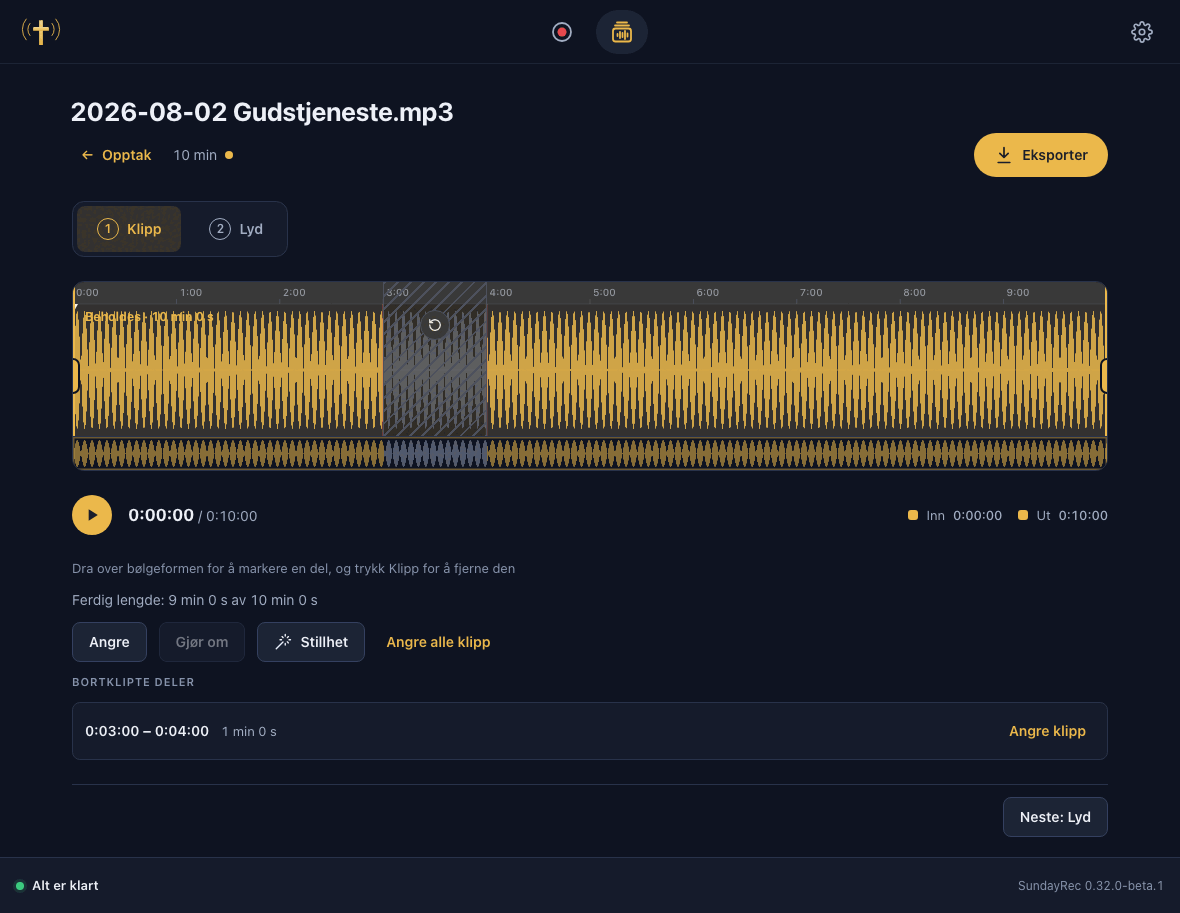 2026-08-02 Gudstjeneste.mp3
← Opptak 10 min
Eksporter
1 Klipp 2 Lyd
0:00 1:00 2:00 3:00 4:00 5:00 6:00 7:00 8:00 9:00
Beholdes · 10 min 0 s
0:00:00 / 0:10:00
Inn 0:00:00 Ut 0:10:00
Dra over bølgeformen for å markere en del, og trykk Klipp for å fjerne den
Ferdig lengde: 9 min 0 s av 10 min 0 s
Angre Gjør om Stillhet Angre alle klipp
BORTKLIPTE DELER
0:03:00 – 0:04:00 1 min 0 s Angre klipp
Neste: Lyd
Alt er klart
SundayRec 0.32.0-beta.1